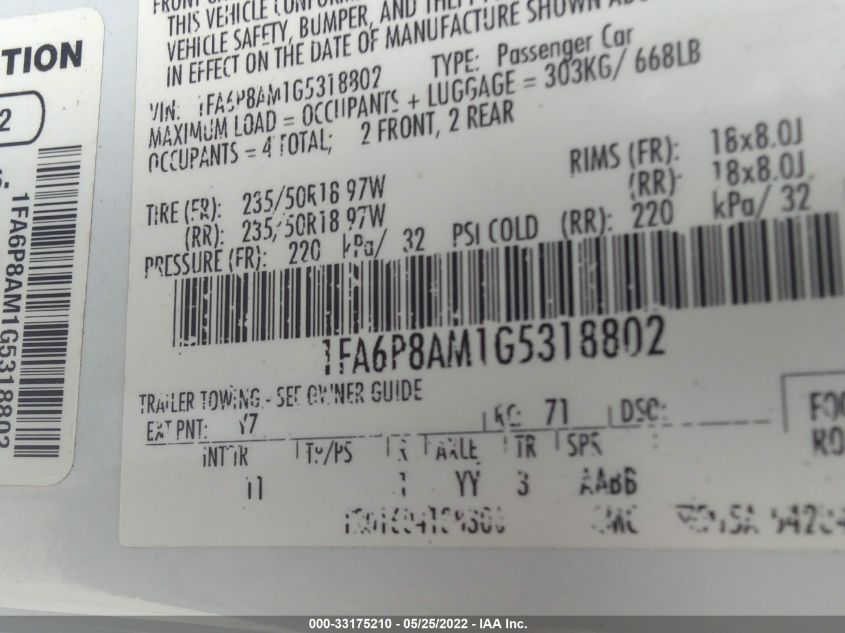 TION
2
1FA6P8AM1G5318802
THIS VEHICLE
VEHICLE SAFETY, BUMPER, AND
IN EFFECT ON THE DATE OF MANUFACTURE SHOWN
VIN: 1FA6P8AM1G5318802 TYPE: Passenger Car
MAXIMUM LOAD = OCCUPANTS + LUGGAGE = 303KG/ 668LB
OCCUPANTS = 4 TOTAL; 2 FRONT, 2 REAR
TIRE (FR): 235/50R18 97W RIMS (FR): 18x8.0J
(RR): 235/50R18 97W (RR): 18x8.0J
PRESSURE (FR): 220 kPa/ 32 PSI COLD (RR): 220 kPa/ 32
1FA6P8AM1G5318802
TRAILER TOWING - SEE OWNER GUIDE
EXT PNT: Y7 RC: 71 DSO:
INT TR TP/PS R AXLE TR SPR
11 1 YY 3 AABB
000-33175210 - 05/25/2022 - IAA Inc.